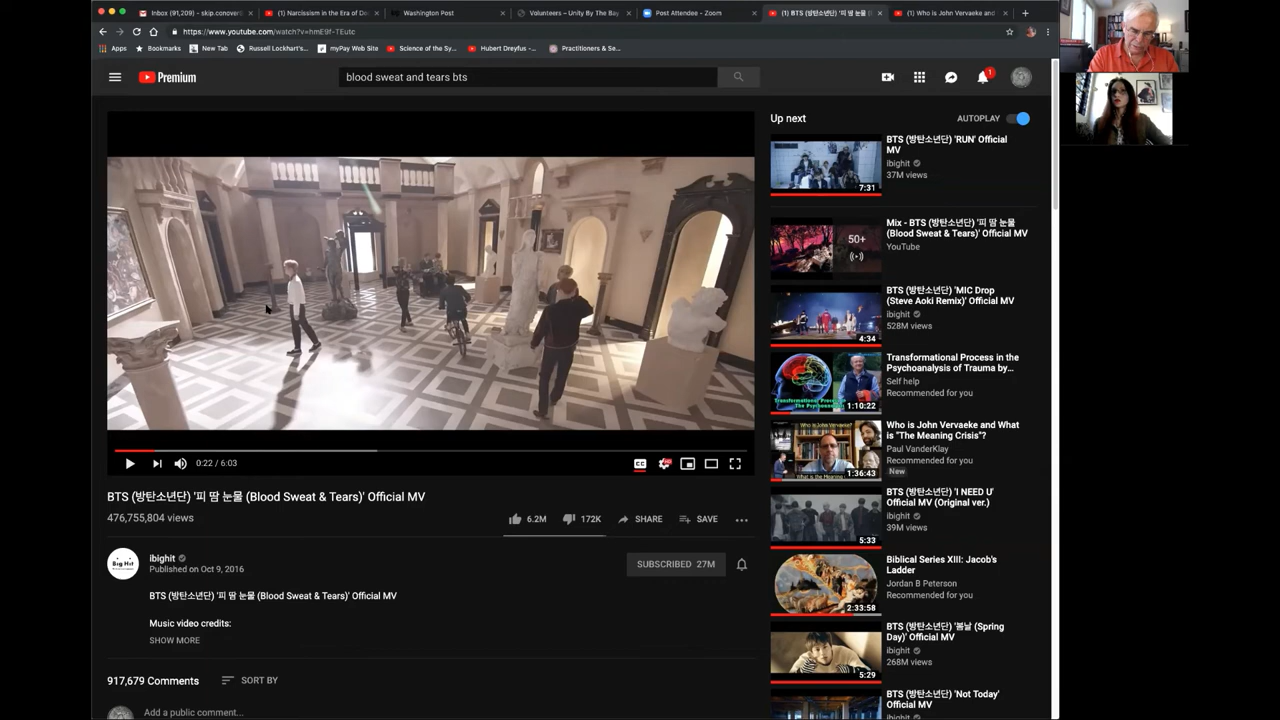 Inbox (91,209) - skip.conover
(1) Narcissism in the Era of Do
Washington Post
Volunteers – Unity By The Bay
Post Attendee - Zoom
(1) BTS (방탄소년단) '피 땀 눈물
(1) Who is John Vervaeke and
https://www.youtube.com/watch?v=hmE9f-TEutc
Apps
Bookmarks
New Tab
Russell Lockhart's...
myPay Web Site
Science of the Sy...
Hubert Dreyfus -...
Practitioners & Se...
Premium
blood sweat and tears bts
1
Up next
AUTOPLAY
BTS (방탄소년단) 'RUN' Official
MV
ibighit
37M views
7:31
Mix - BTS (방탄소년단) '피 땀 눈물
(Blood Sweat & Tears)' Official MV
YouTube
50+
BTS (방탄소년단) 'MIC Drop
(Steve Aoki Remix)' Official MV
ibighit
528M views
4:34
Transformational Process in the
Psychoanalysis of Trauma by...
Self help
Recommended for you
1:10:22
Who is John Vervaeke and What
is "The Meaning Crisis"?
Paul VanderKlay
Recommended for you
New
1:36:43
BTS (방탄소년단) 'I NEED U'
Official MV (Original ver.)
ibighit
39M views
5:33
Biblical Series XIII: Jacob's
Ladder
Jordan B Peterson
Recommended for you
2:33:58
BTS (방탄소년단) '봄날 (Spring
Day)' Official MV
ibighit
268M views
5:29
BTS (방탄소년단) 'Not Today'
Official MV
ibighit
0:22 / 6:03
CC
BTS (방탄소년단) '피 땀 눈물 (Blood Sweat & Tears)' Official MV
476,755,804 views
6.2M
172K
SHARE
SAVE
Big Hit
ibighit
Published on Oct 9, 2016
SUBSCRIBED 27M
BTS (방탄소년단) '피 땀 눈물 (Blood Sweat & Tears)' Official MV
Music video credits:
SHOW MORE
917,679 Comments
SORT BY
Add a public comment...